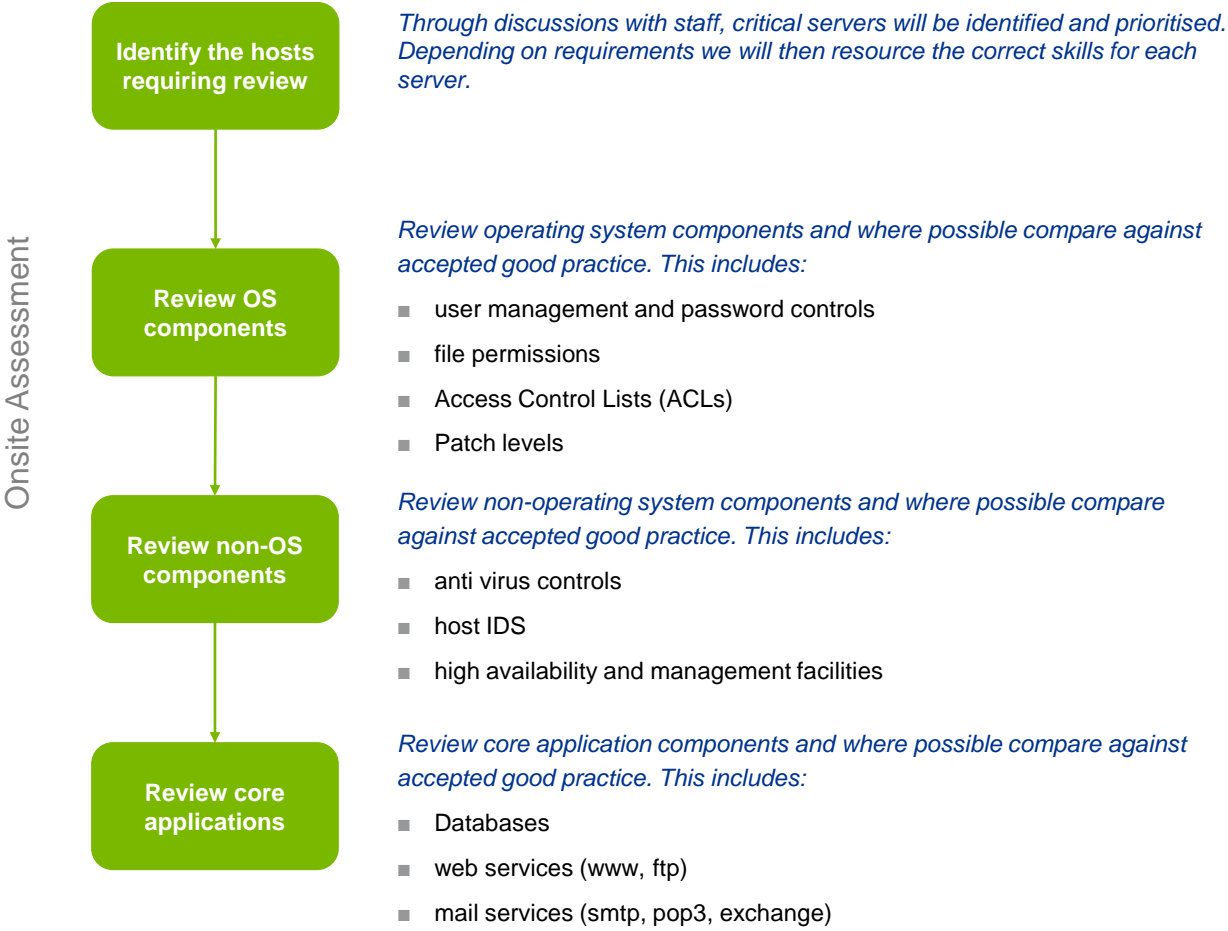 Onsite Assessment
Identify the hosts
requiring review
Through discussions with staff, critical servers will be identified and prioritised.
Depending on requirements we will then resource the correct skills for each
server.
Review OS
components
Review operating system components and where possible compare against
accepted good practice. This includes:
■ user management and password controls
■ file permissions
■ Access Control Lists (ACLs)
■ Patch levels
Review non-OS
components
Review non-operating system components and where possible compare
against accepted good practice. This includes:
■ anti virus controls
■ host IDS
■ high availability and management facilities
Review core
applications
Review core application components and where possible compare against
accepted good practice. This includes:
■ Databases
■ web services (www, ftp)
■ mail services (smtp, pop3, exchange)